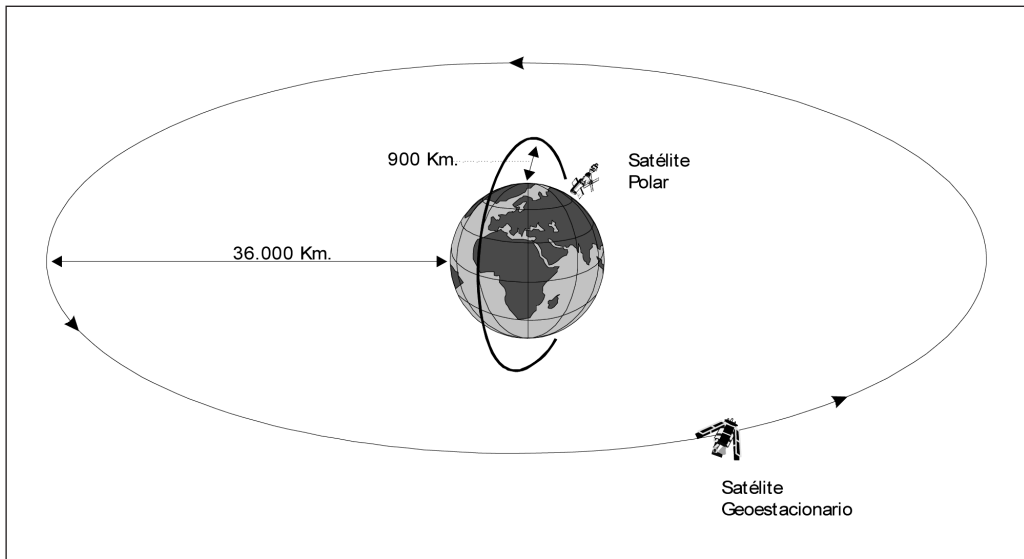 900 Km.
Satélite
Polar
36.000 Km.
Satélite
Geoestacionario